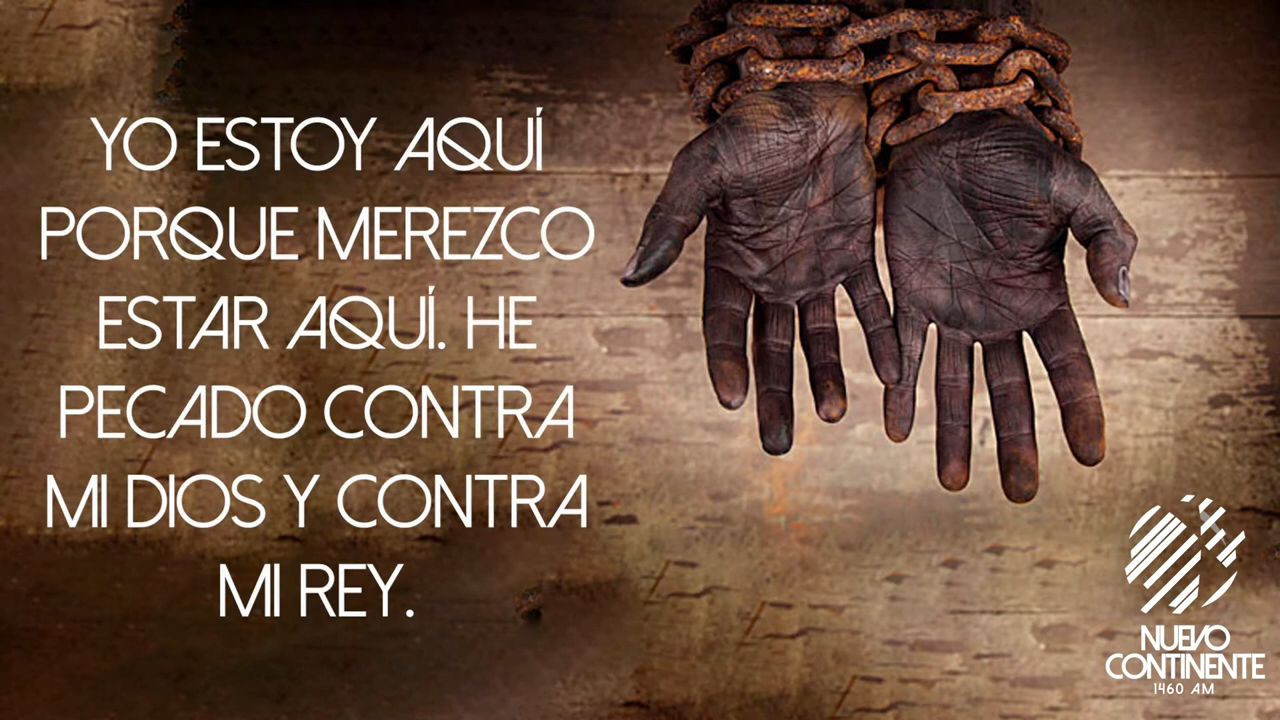 YO ESTOY AQUÍ
PORQUE MEREZCO
ESTAR AQUÍ. HE
PECADO CONTRA
MI DIOS Y CONTRA
MI REY.
NUEVO
CONTINENTE
1460 AM